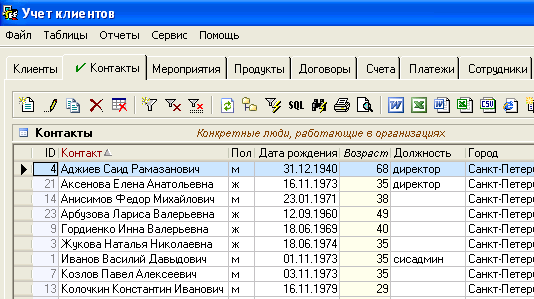 Учет клиентов
Файл Таблицы Отчеты Сервис Помощь
Клиенты Контакты Мероприятия Продукты Договоры Счета Платежи Сотрудники
SQL W X W X CSV
Контакты Конкретные люди, работающие в организациях
ID Контакт Пол Дата рождения Возраст Должность Город
4 Аджиев Саид Рамазанович м 31.12.1940 68 директор Санкт-Петер
21 Аксенова Елена Анатольевна ж 16.11.1973 35 директор Санкт-Петер
14 Анисимов Федор Михайлович м 23.01.1971 38 Санкт-Петер
23 Арбузова Лариса Валерьевна ж 12.09.1960 49 Санкт-Петер
9 Гордиенко Инна Валерьевна ж 18.06.1969 40 Санкт-Петер
3 Жукова Наталья Николаевна ж 18.06.1974 35 Санкт-Петер
1 Иванов Василий Давыдович м 01.11.1973 35 сисадмин Санкт-Петер
7 Козлов Павел Алексеевич м 03.11.1973 35 Санкт-Петер
13 Колочкин Константин Иванович м 16.11.1979 29 Санкт-Петер